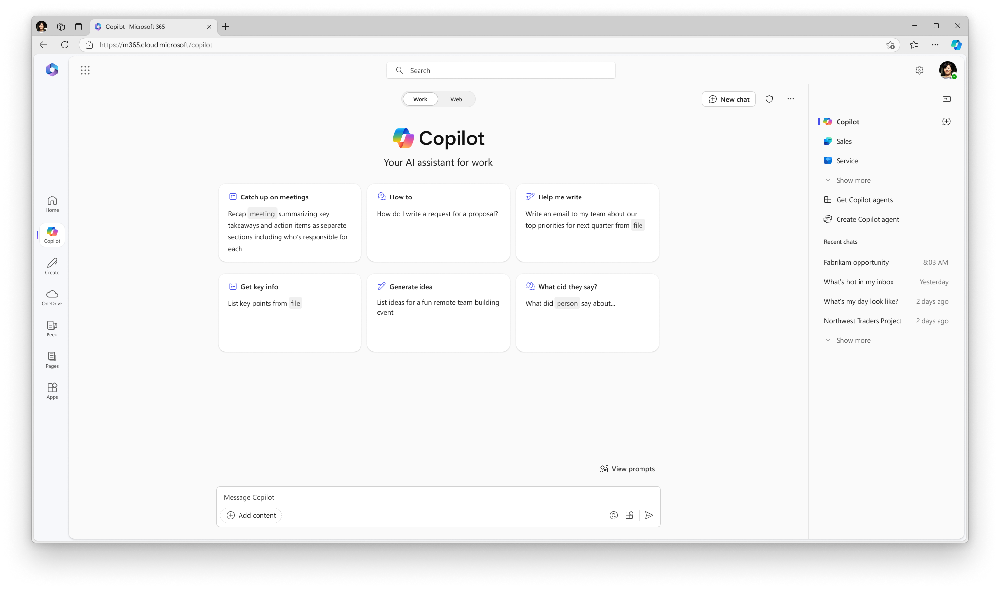 Copilot | Microsoft 365
https://m365.cloud.microsoft/copilot
Search
Work
Web
New chat
Copilot
Your AI assistant for work
Catch up on meetings
Recap meeting summarizing key
takeaways and action items as separate
sections including who's responsible for
each
How to
How do I write a request for a proposal?
Help me write
Write an email to my team about our
top priorities for next quarter from file
Get key info
List key points from file
Generate idea
List ideas for a fun remote team building
event
What did they say?
What did person say about...
View prompts
Message Copilot
Add content
Home
Copilot
Create
OneDrive
Feed
Pages
Apps
Copilot
Sales
Service
Show more
Get Copilot agents
Create Copilot agent
Recent chats
Fabrikam opportunity 8:03 AM
What's hot in my inbox Yesterday
What's my day look like? 2 days ago
Northwest Traders Project 2 days ago
Show more